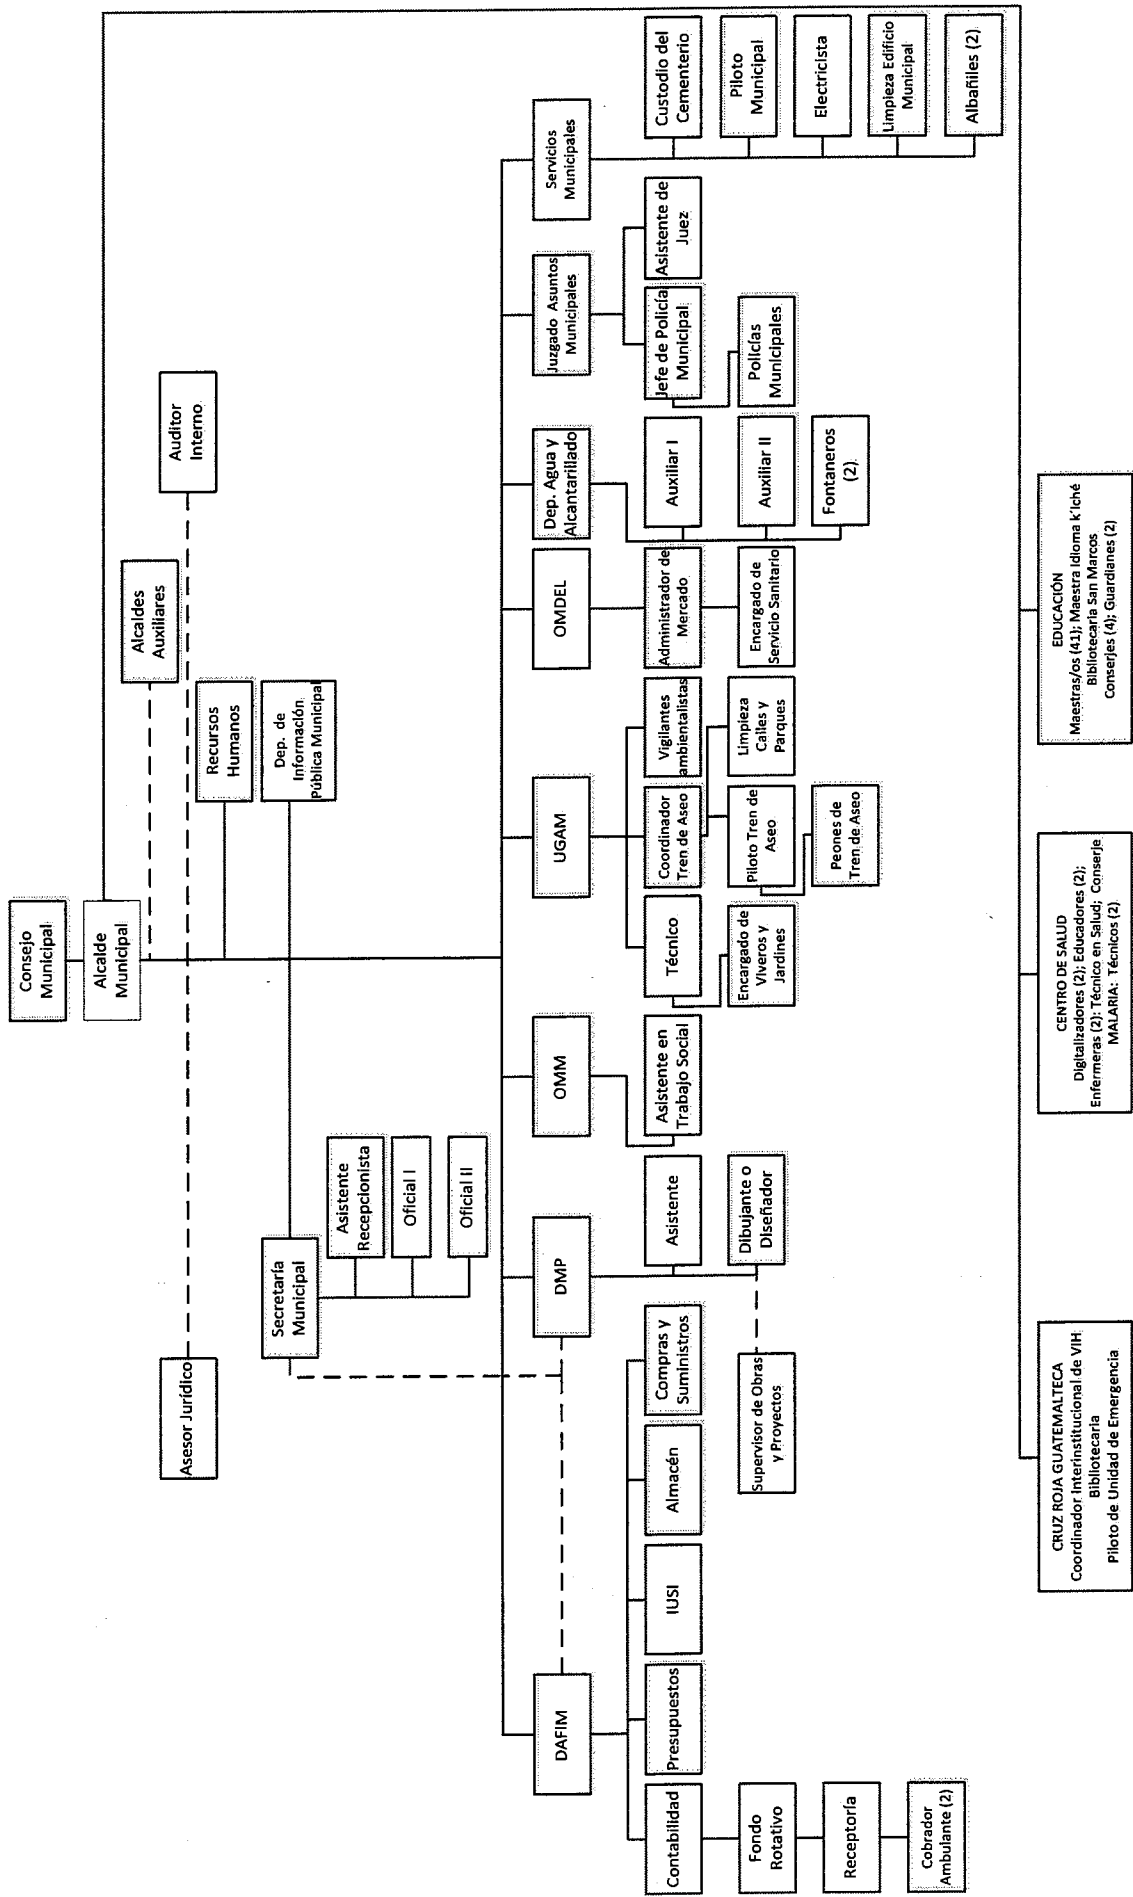 Consejo
Municipal
Alcalde
Municipal
Alcaldes
Auxiliares
Asesor Jurídico
Auditor
Interno
Recursos
Humanos
Secretaría
Municipal
Dep. de
Información
Pública Municipal
Asistente
Recepcionista
Oficial I
Oficial II
DAFIM
DMP
OMM
UGAM
OMDEL
Dep. Agua y
Alcantarillado
Juzgado Asuntos
Municipales
Servicios
Municipales
Contabilidad
Presupuestos
IUSI
Almacén
Compras y
Suministros
Fondo
Rotativo
Receptoría
Cobrador
Ambulante (2)
Asistente
Dibujante o
Diseñador
Supervisor de Obras
y Proyectos
Asistente en
Trabajo Social
Técnico
Encargado de
Viveros y
Jardines
Coordinador
Tren de Aseo
Piloto Tren de
Aseo
Peones de
Tren de Aseo
Limpieza
Calles y
Parques
Vigilantes
ambientalistas
Administrador de
Mercado
Encargado de
Servicio Sanitario
Auxiliar I
Auxiliar II
Fontaneros
(2)
Jefe de Policía
Municipal
Policías
Municipales
Asistente de
Juez
Custodio del
Cementerio
Piloto
Municipal
Electricista
Limpieza Edificio
Municipal
Albañiles (2)
CRUZ ROJA GUATEMALTECA
Coordinador Interinstitucional de VIH
Bibliotecaria
Piloto de Unidad de Emergencia
CENTRO DE SALUD
Digitalizadores (2); Educadores (2);
Enfermeras (2); Técnico en Salud; Conserje
MALARIA: Técnicos (2)
EDUCACIÓN
Maestras/os (41); Maestra Idioma k'Iché
Bibliotecaria San Marcos
Conserjes (4); Guardianes (2)